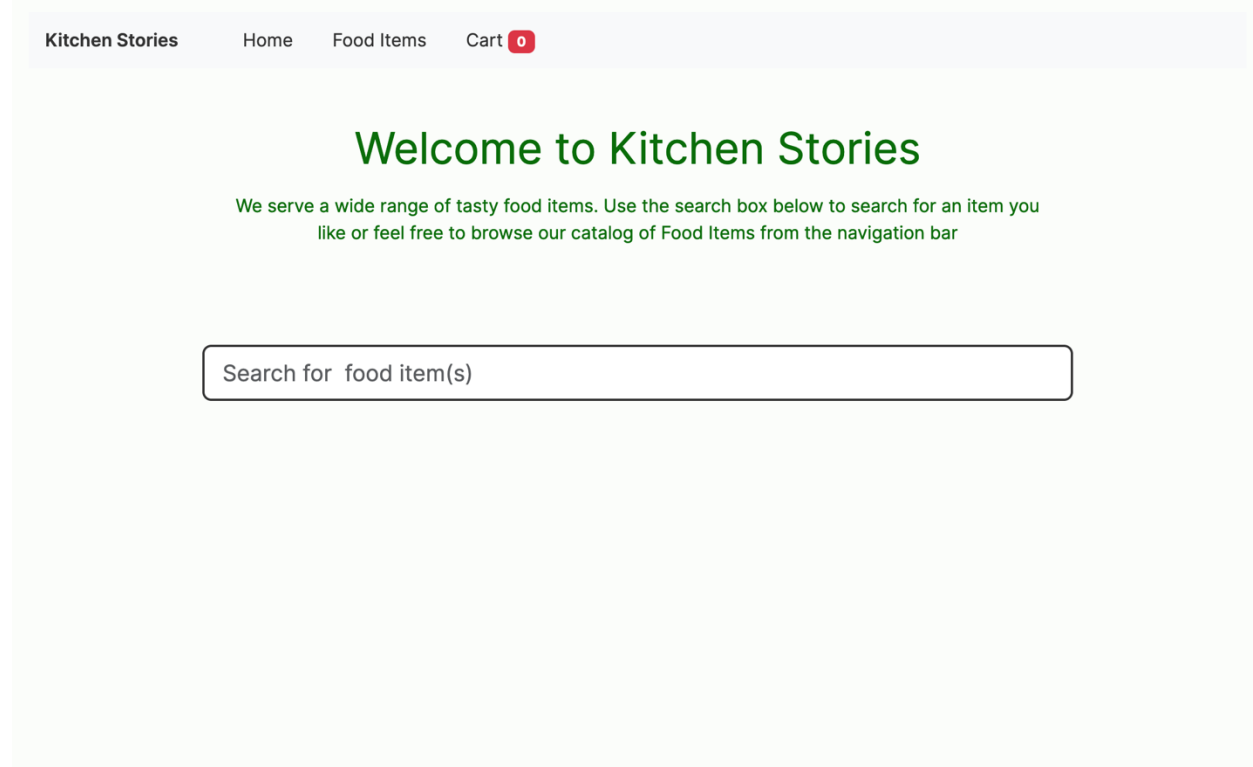 Kitchen Stories Home Food Items Cart 0
Welcome to Kitchen Stories
We serve a wide range of tasty food items. Use the search box below to search for an item you
like or feel free to browse our catalog of Food Items from the navigation bar
Search for  food item(s)